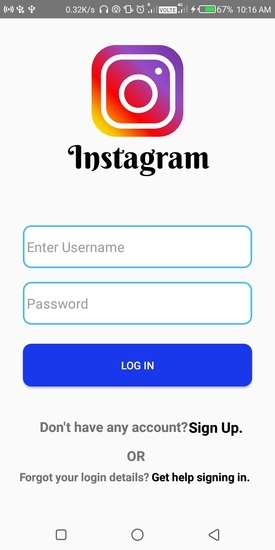 0.32K/s VOLTE 4G 67% 10:16 AM
Instagram
Enter Username
Password
LOG IN
Don't have any account? Sign Up.
OR
Forgot your login details? Get help signing in.